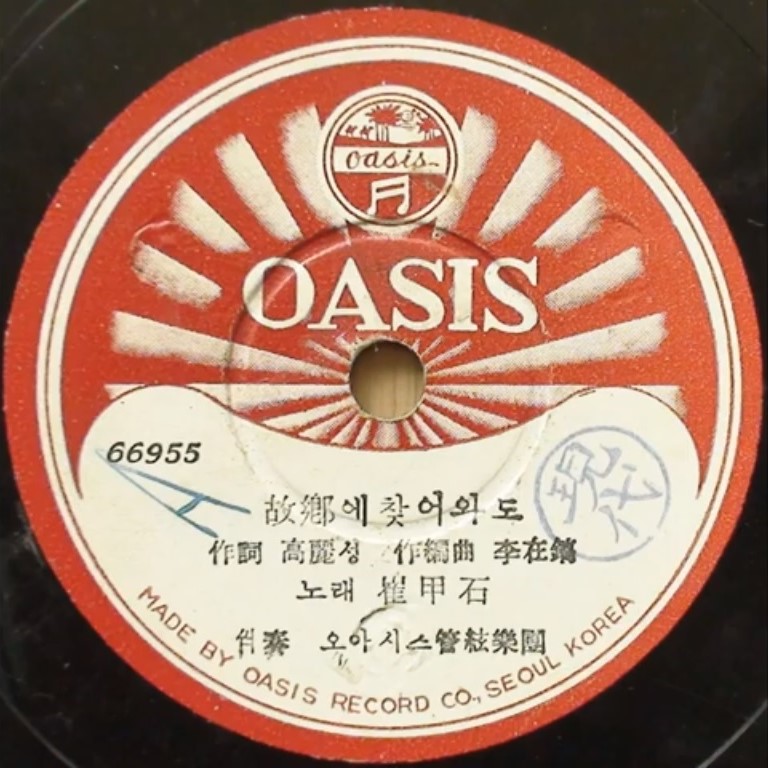 oasis
OASIS
66955
A
現代
故鄕에찾어와도
作詞 高麗성 作編曲 李在鎬
노래 崔甲石
伴奏 오아시스管絃樂團
MADE BY OASIS RECORD CO., SEOUL KOREA